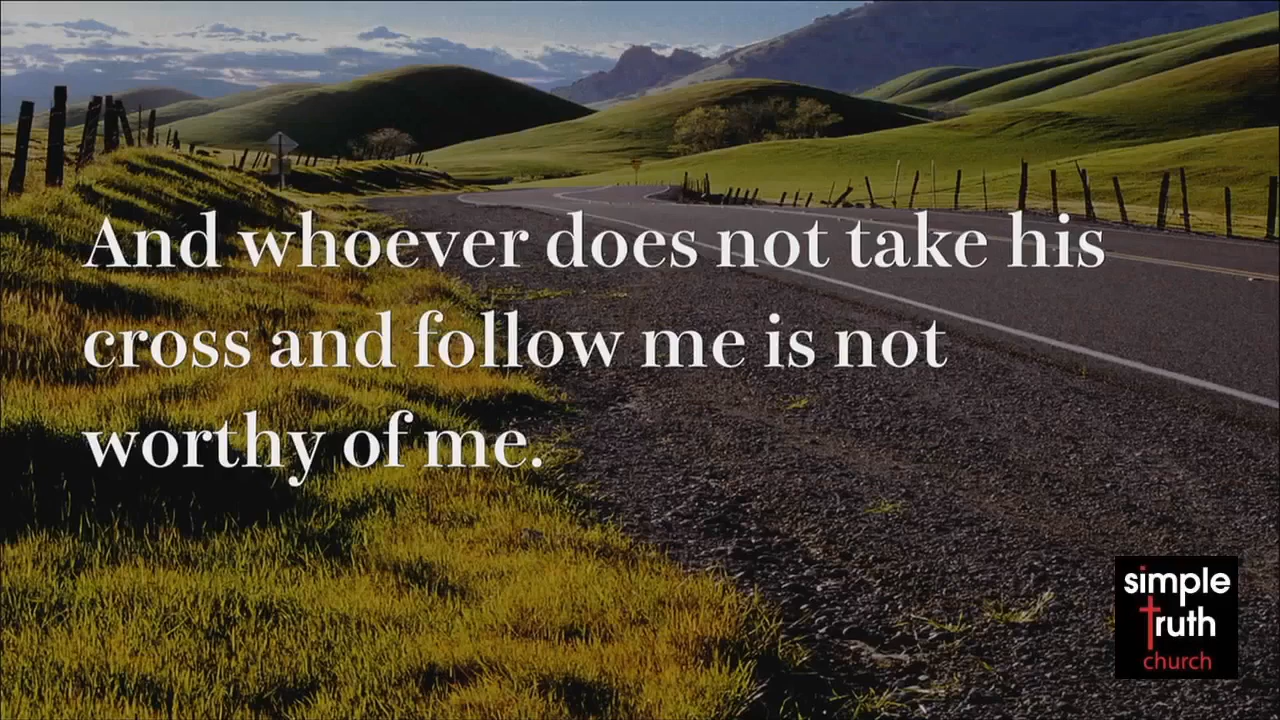 And whoever does not take his
cross and follow me is not
worthy of me.
simple
truth
church